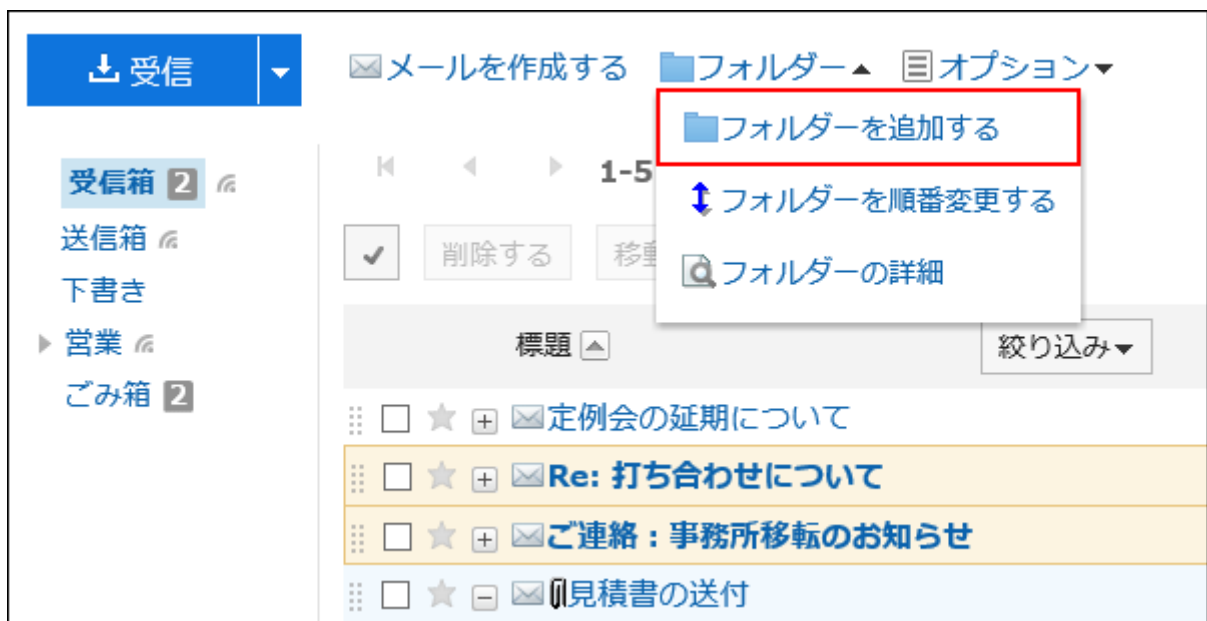 受信
メールを作成する フォルダー オプション
フォルダーを追加する
フォルダーを順番変更する
フォルダーの詳細
受信箱 2
送信箱
下書き
営業
ごみ箱 2
1-5
削除する
標題 絞り込み
定例会の延期について
Re: 打ち合わせについて
ご連絡：事務所移転のお知らせ
見積書の送付